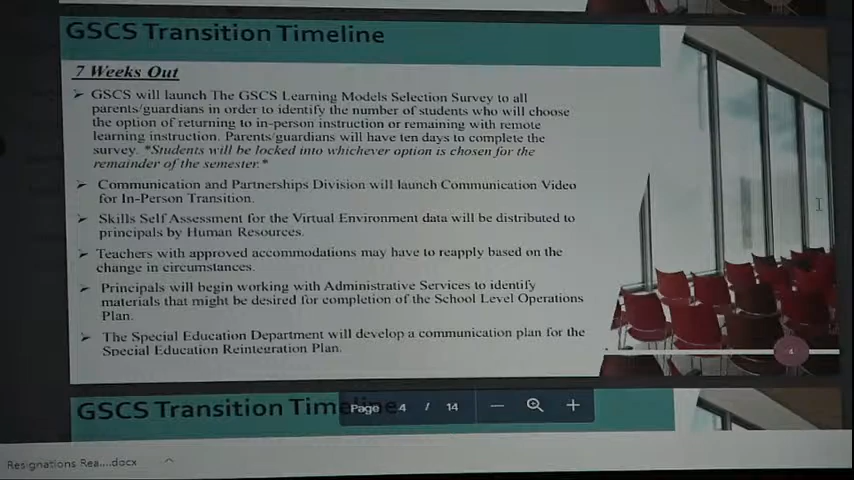 GSCS Transition Timeline
7 Weeks Out
➤ GSCS will launch The GSCS Learning Models Selection Survey to all
parents/guardians in order to identify the number of students who will choose
the option of returning to in-person instruction or remaining with remote
learning instruction. Parents/guardians will have ten days to complete the
survey. *Students will be locked into whichever option is chosen for the
remainder of the semester.*
➤ Communication and Partnerships Division will launch Communication Video
for In-Person Transition.
➤ Skills Self Assessment for the Virtual Environment data will be distributed to
principals by Human Resources.
➤ Teachers with approved accommodations may have to reapply based on the
change in circumstances.
➤ Principals will begin working with Administrative Services to identify
materials that might be desired for completion of the School Level Operations
Plan.
➤ The Special Education Department will develop a communication plan for the
Special Education Reintegration Plan.
4
GSCS Transition Timeline
Page 4 / 14
Resignations Rea....docx